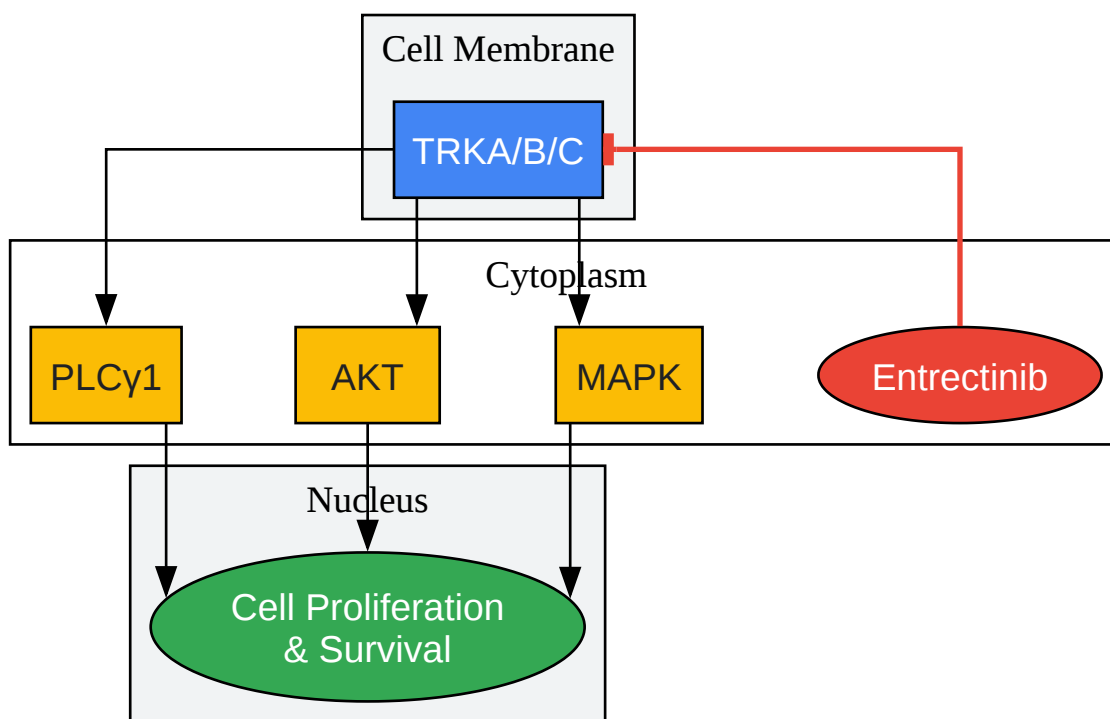 Cell Membrane
TRKA/B/C
Cytoplasm
PLCγ1
AKT
MAPK
Entrectinib
Nucleus
Cell Proliferation
& Survival